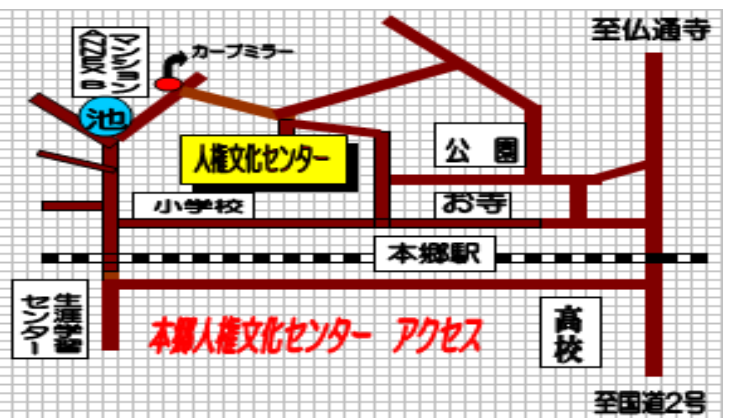 至仏通寺
マンション
カーブミラー
池
人権文化センター
公園
小学校
お寺
本郷駅
生涯学習
センター
本郷人権文化センター アクセス
高校
至国道2号